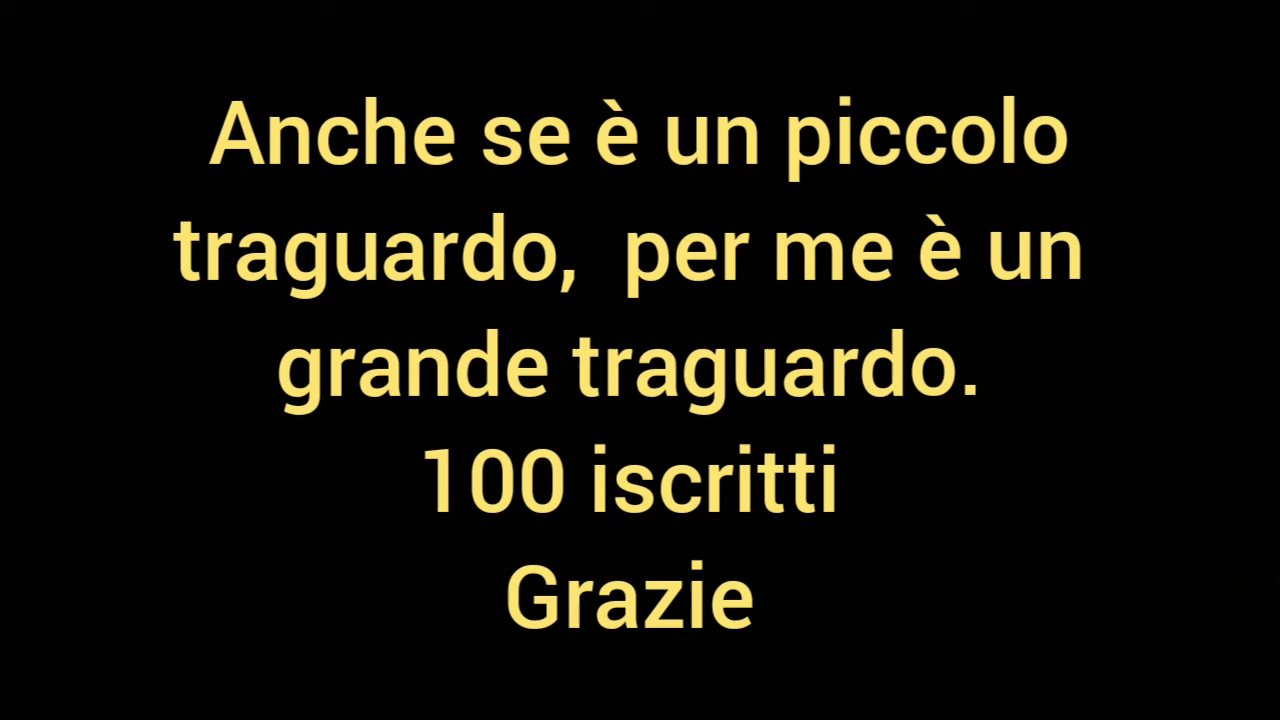 Anche se è un piccolo
traguardo,  per me è un
grande traguardo.
100 iscritti
Grazie